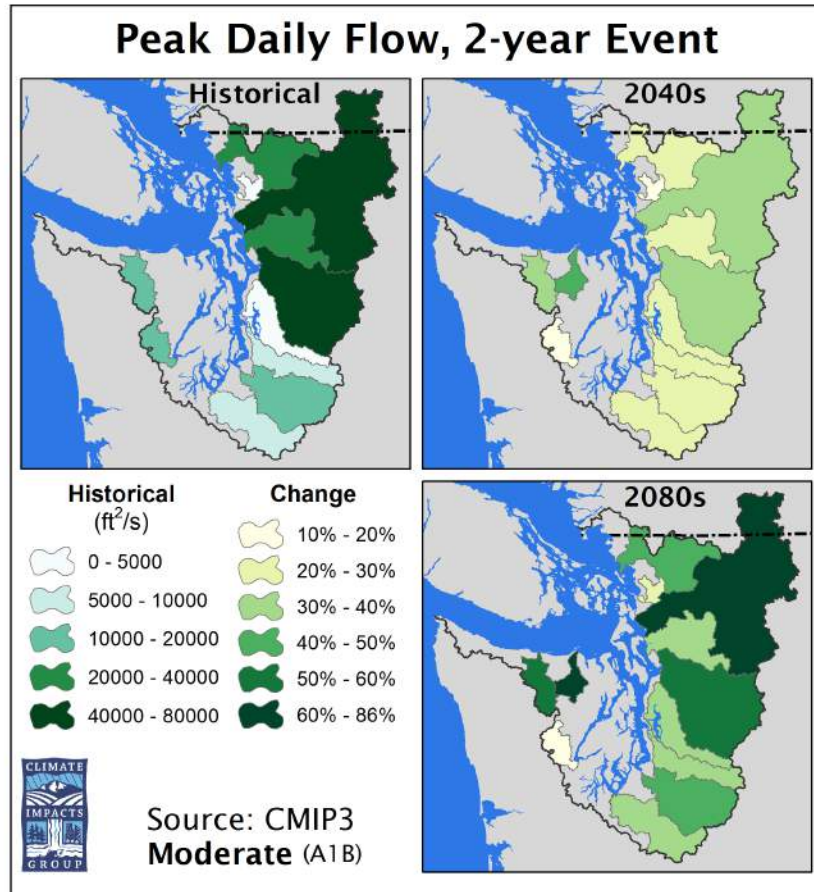 Peak Daily Flow, 2-year Event
Historical
2040s
Historical
(ft²/s)
0 - 5000
5000 - 10000
10000 - 20000
20000 - 40000
40000 - 80000
Change
10% - 20%
20% - 30%
30% - 40%
40% - 50%
50% - 60%
60% - 86%
2080s
CLIMATE
IMPACTS
GROUP
Source: CMIP3
Moderate (A1B)